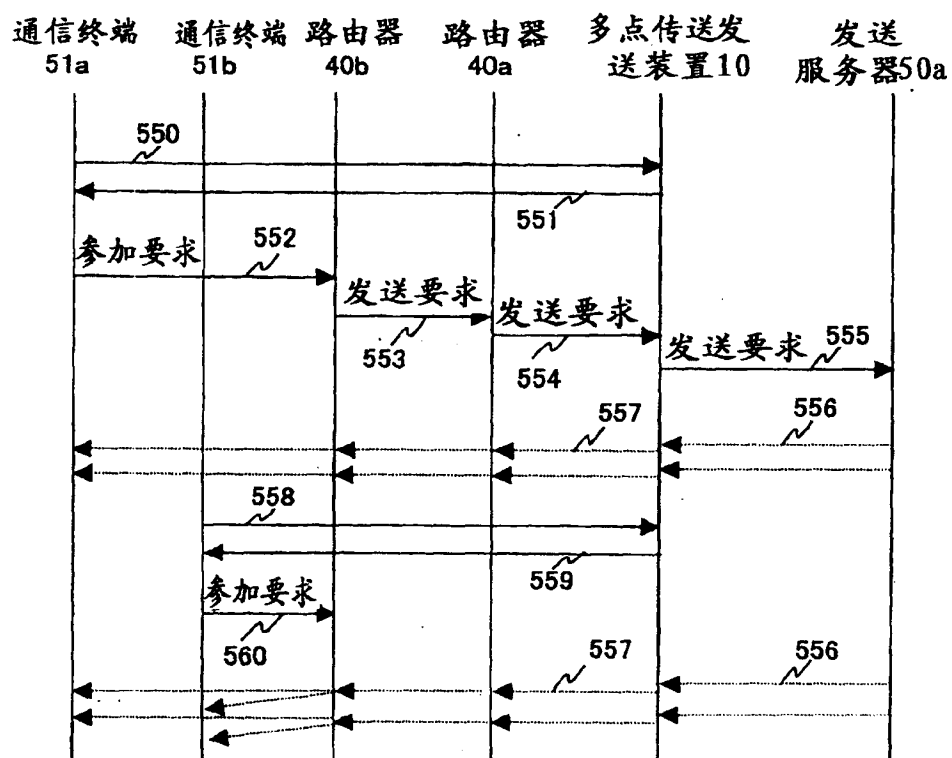 通信终端 通信终端 路由器 路由器 多点传送发 发送
51a 51b 40b 40a 送装置10 服务器50a
550
551
参加要求 552
发送要求
553
发送要求
554
发送要求 555
557 556
558
559
参加要求
560
557 556